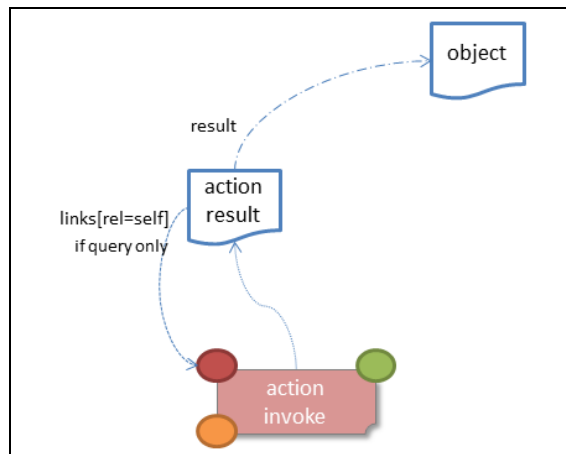 object
result
action
result
links[rel=self]
if query only
action
invoke